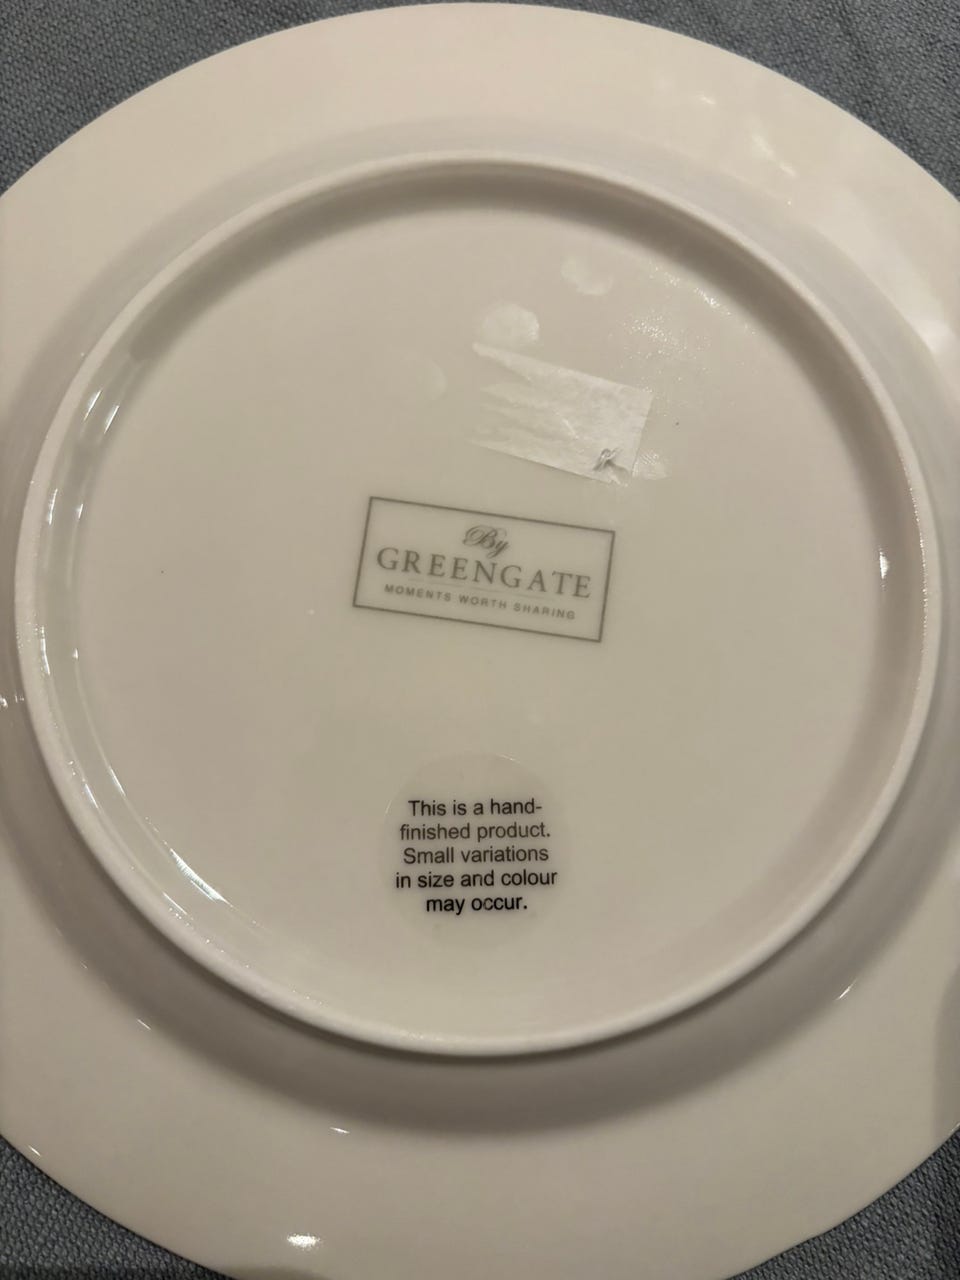 By
GREENGATE
MOMENTS WORTH SHARING
This is a hand-
finished product.
Small variations
in size and colour
may occur.